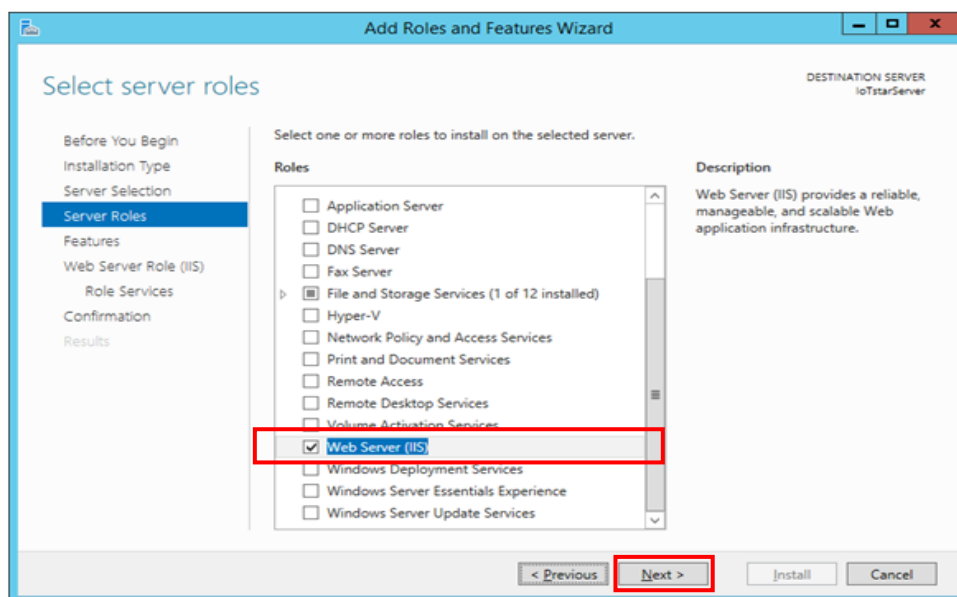 Add Roles and Features Wizard
Select server roles
DESTINATION SERVER
IoTstarServer
Before You Begin
Installation Type
Server Selection
Server Roles
Features
Web Server Role (IIS)
Role Services
Confirmation
Results
Select one or more roles to install on the selected server.
Roles
Application Server
DHCP Server
DNS Server
Fax Server
File and Storage Services (1 of 12 installed)
Hyper-V
Network Policy and Access Services
Print and Document Services
Remote Access
Remote Desktop Services
Volume Activation Services
Web Server (IIS)
Windows Deployment Services
Windows Server Essentials Experience
Windows Server Update Services
Description
Web Server (IIS) provides a reliable,
manageable, and scalable Web
application infrastructure.
< Previous
Next >
Install
Cancel